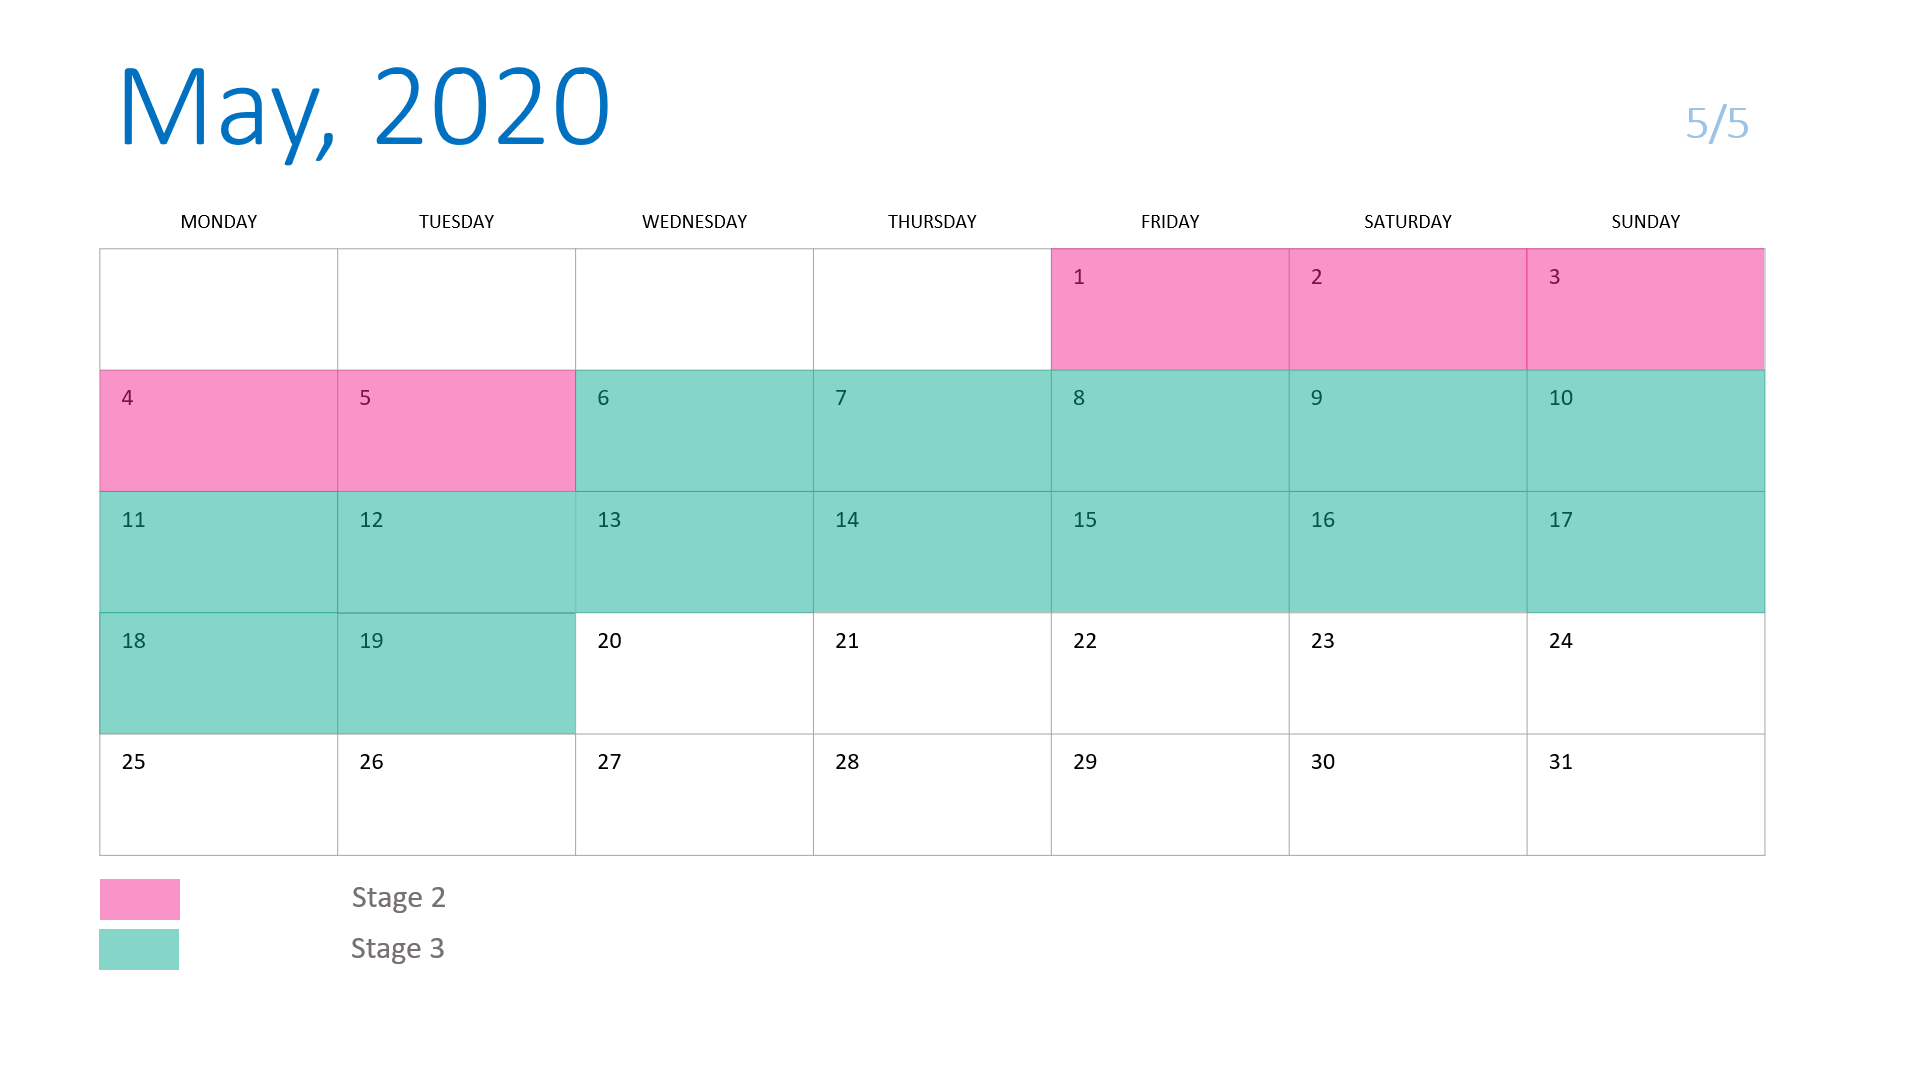 May, 2020
5/5
MONDAY TUESDAY WEDNESDAY THURSDAY FRIDAY SATURDAY SUNDAY
1 2 3
4 5 6 7 8 9 10
11 12 13 14 15 16 17
18 19 20 21 22 23 24
25 26 27 28 29 30 31
Stage 2
Stage 3